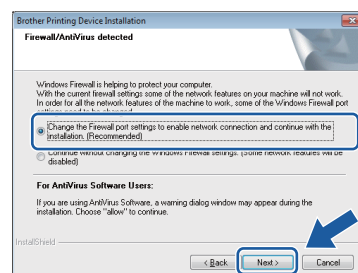 Brother Printing Device Installation
Firewall/AntiVirus detected
Windows Firewall is helping to protect your computer.
With the current firewall settings some of the network features on your machine will not work.
In order for all the network features of the machine to work, some of the Windows Firewall port
settings need to be changed.
Change the Firewall port settings to enable network connection and continue with the
installation. (Recommended)
Continue without changing the Windows Firewall settings. (Some network features will be
disabled)
For AntiVirus Software Users:
If you are using AntiVirus Software, a warning dialog window may appear during the
installation. Choose "allow" to continue.
InstallShield
< Back
Next >
Cancel